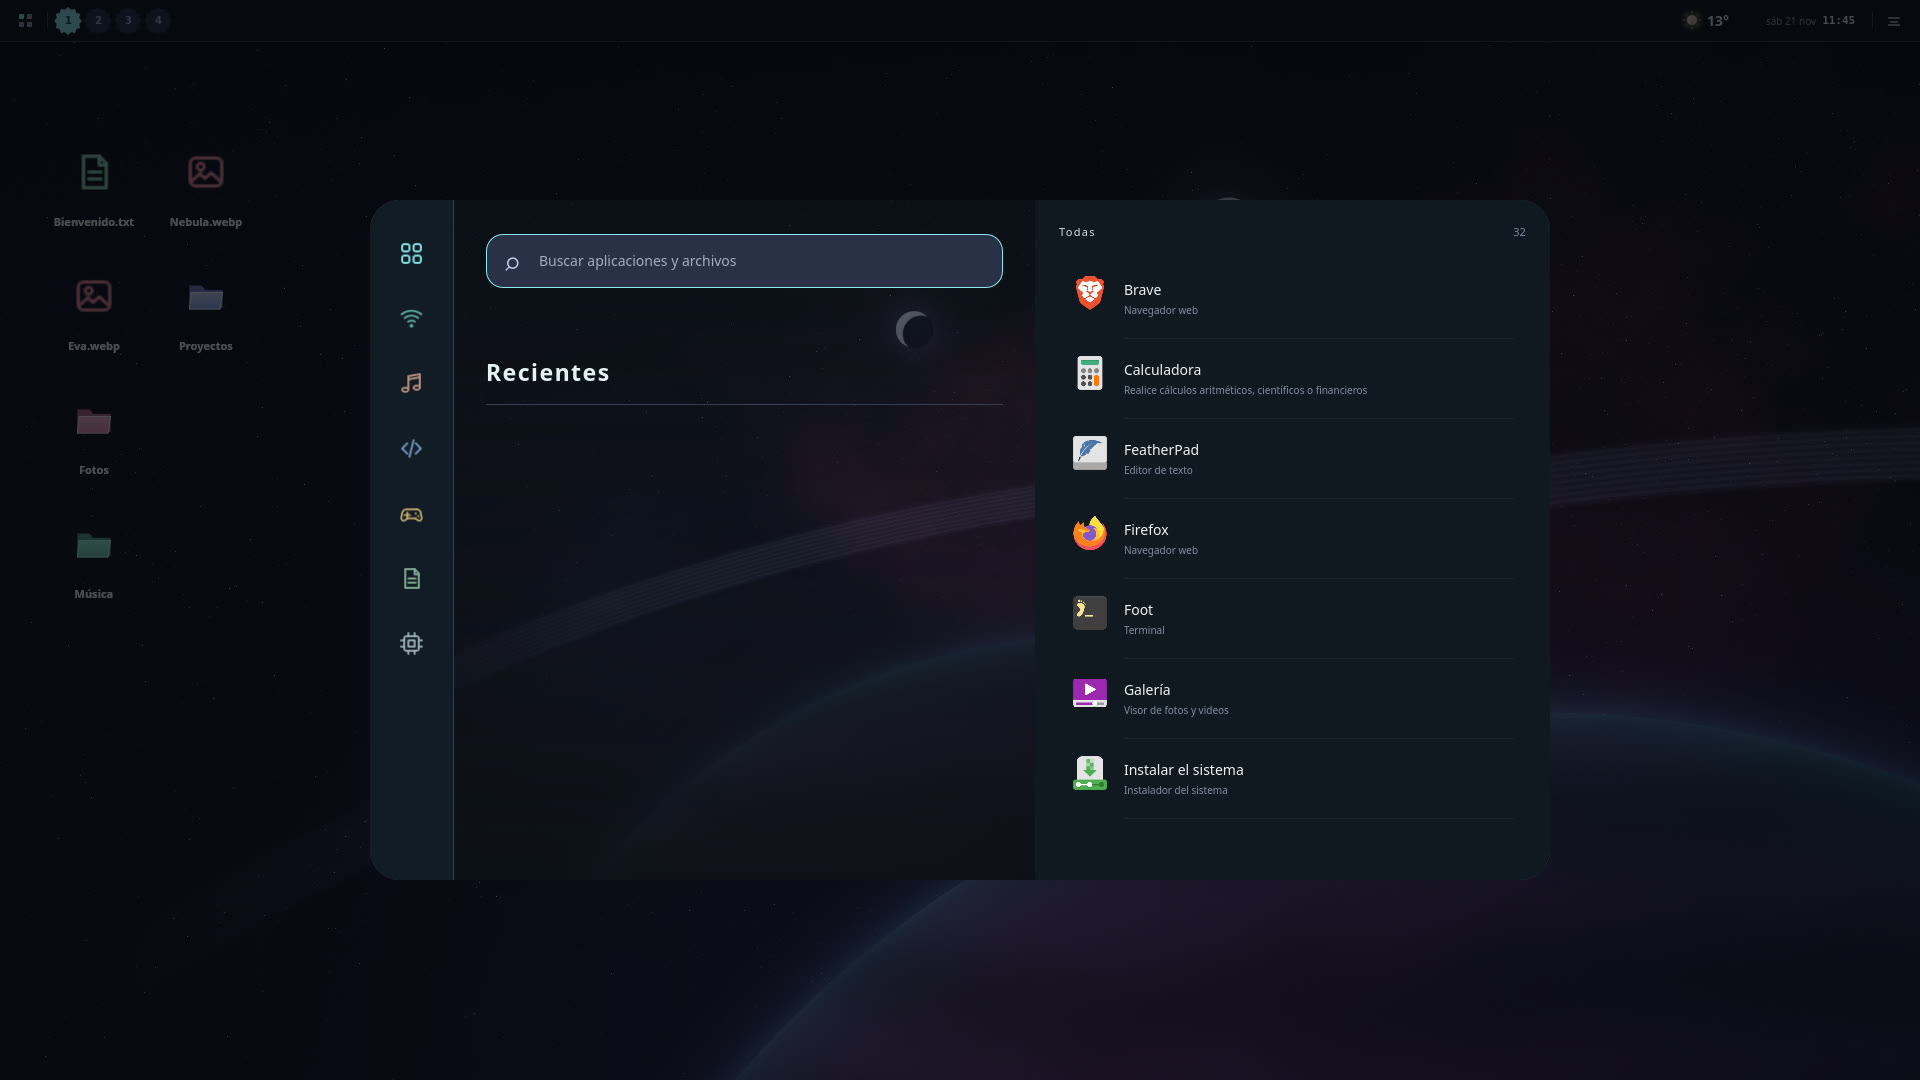 1 2 3 4
13°
sáb 21 nov 11:45
Bienvenido.txt
Nebula.webp
Eva.webp
Proyectos
Fotos
Música
Buscar aplicaciones y archivos
Recientes
Todas
32
Brave
Navegador web
Calculadora
Realice cálculos aritméticos, científicos o financieros
FeatherPad
Editor de texto
Firefox
Navegador web
Foot
Terminal
Galería
Visor de fotos y videos
Instalar el sistema
Instalador del sistema